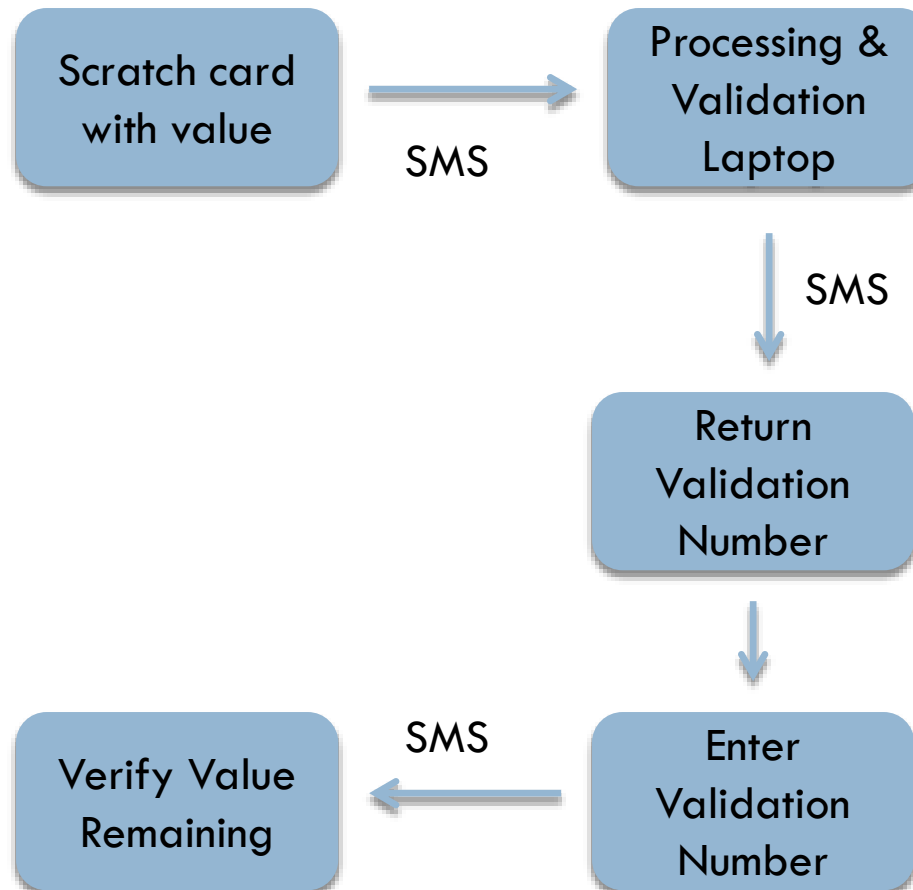 Scratch card
with value
SMS
Processing &
Validation
Laptop
SMS
Return
Validation
Number
Enter
Validation
Number
SMS
Verify Value
Remaining